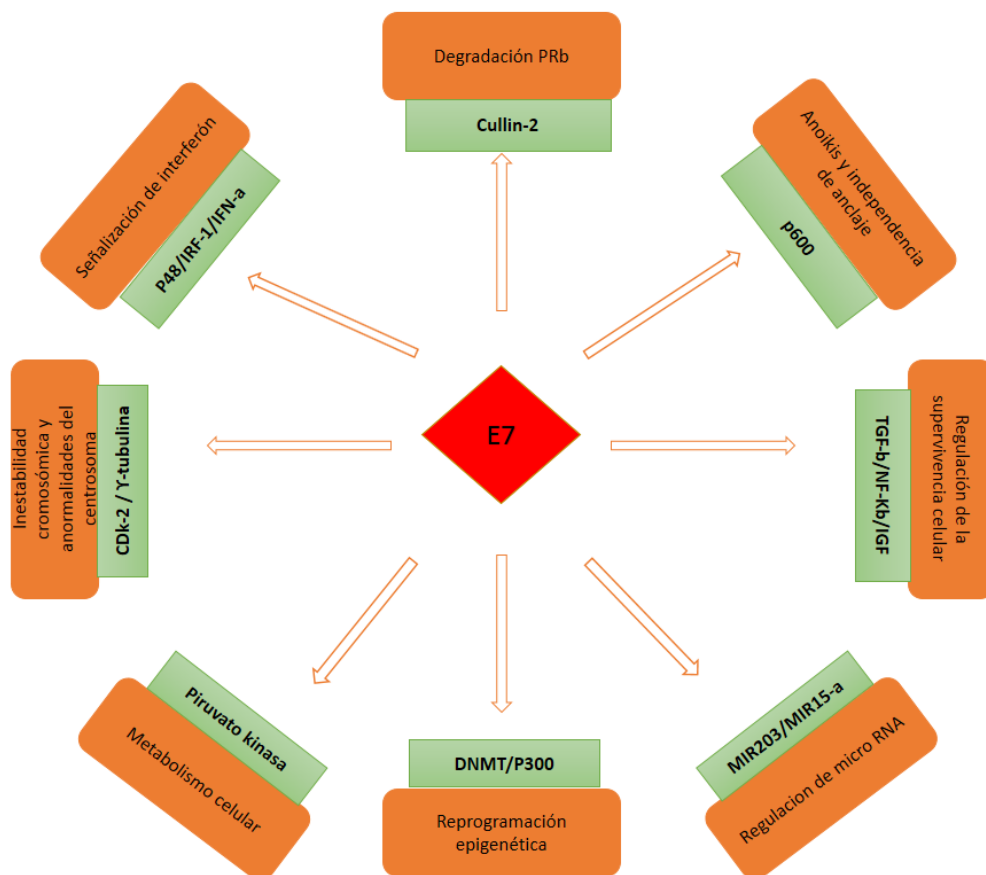 Degradación PRb
Cullin-2
Anoikis y independencia
de anclaje
p600
Regulación de la
supervivencia celular
TGF-b/NF-Kb/IGF
MIR203/MIR15-a
Regulacion de micro RNA
DNMT/P300
Reprogramación
epigenética
Piruvato kinasa
Metabolismo celular
Inestabilidad
cromosómica y
anormalidades del
centrosoma
CDk-2 / ϒ-tubulina
Señalización de interferón
P48/IRF-1/IFN-a
E7